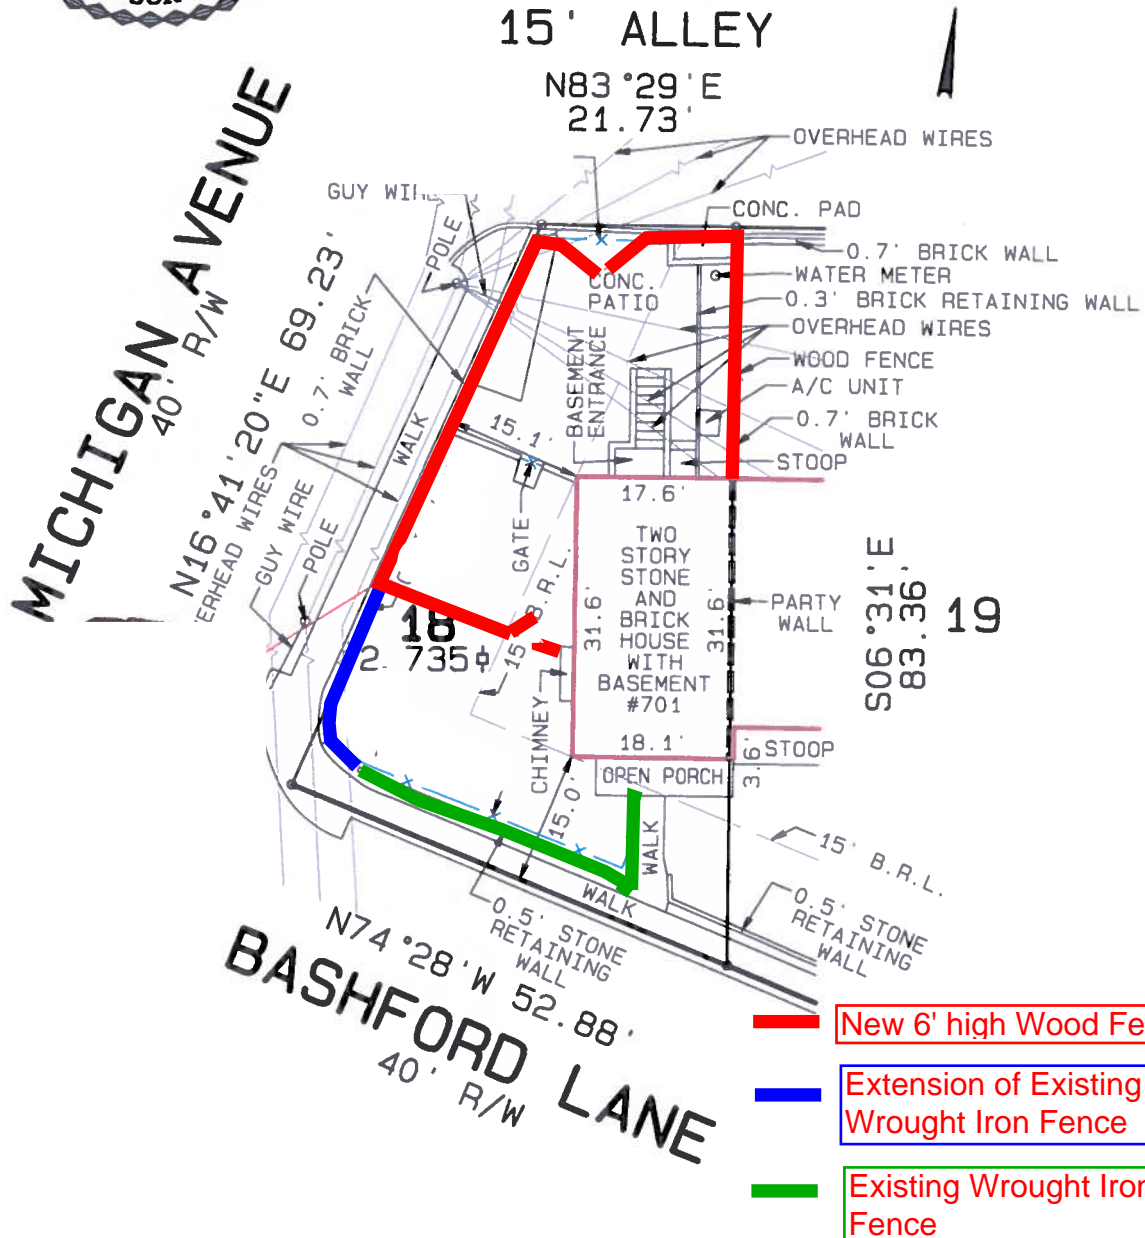 15' ALLEY
N83°29'E
21.73'
OVERHEAD WIRES
GUY WIRE
POLE
CONC. PAD
0.7' BRICK WALL
WATER METER
0.3' BRICK RETAINING WALL
OVERHEAD WIRES
WOOD FENCE
A/C UNIT
0.7' BRICK
WALL
STOOP
CONC.
PATIO
BASEMENT
ENTRANCE
MICHIGAN AVENUE
40' R/W
N16°41'20"E 69.23'
0.7' BRICK
WALL
WALK
ERHEAD WIRES
GUY WIRE
POLE
15.1'
GATE
17.6'
TWO
STORY
STONE
AND
BRICK
HOUSE
WITH
BASEMENT
#701
31.6'
31.6'
18.1'
15' B.R.L.
PARTY
WALL
S06°31'E
83.36'
19
18
2.735
CHIMNEY
STOOP
3.6'
OPEN PORCH
15.0'
WALK
WALK
15' B.R.L.
0.5' STONE
RETAINING
WALL
0.5' STONE
RETAINING
WALL
N74°28'W 52.88'
BASHFORD LANE
40' R/W
New 6' high Wood Fe
Extension of Existing
Wrought Iron Fence
Existing Wrought Iron
Fence